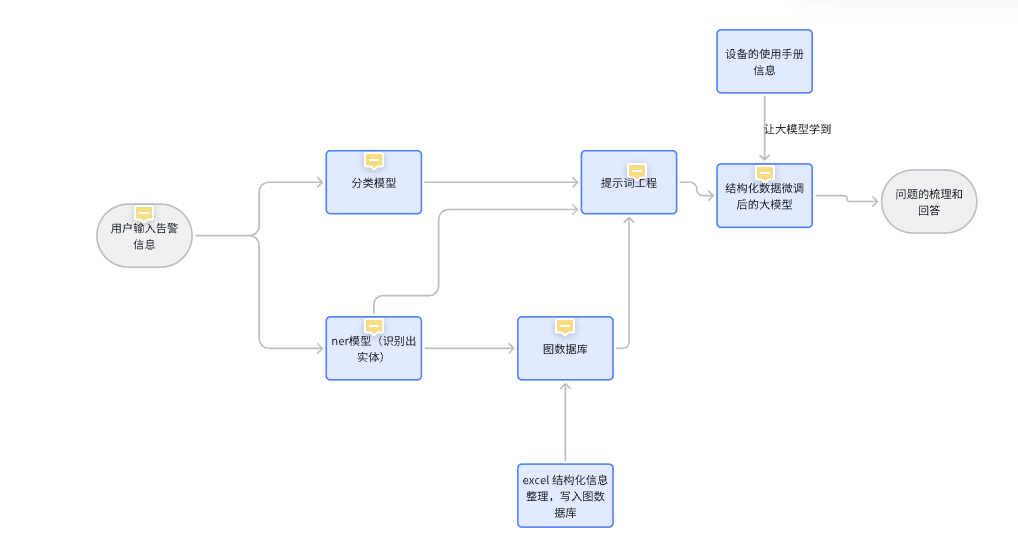 设备的使用手册
信息
让大模型学到
分类模型
提示词工程
结构化数据微调
后的大模型
问题的梳理和
回答
用户输入告警
信息
ner模型（识别出
实体）
图数据库
excel 结构化信息
整理，写入图数
据库